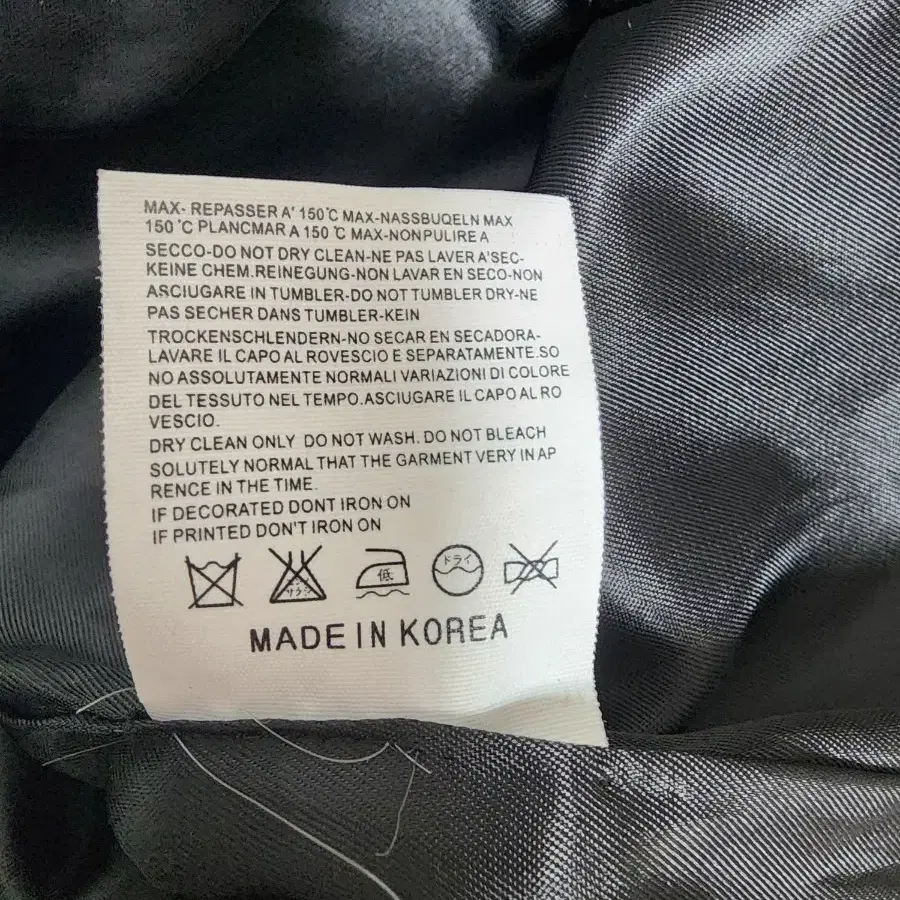 MAX- REPASSER A' 150℃ MAX-NASSBUQELN MAX
150℃ PLANCMAR A 150℃ MAX-NONPULIRE A
SECCO-DO NOT DRY CLEAN-NE PAS LAVER A'SEC-
KEINE CHEM.REINEGUNG-NON LAVAR EN SECO-NON
ASCIUGARE IN TUMBLER-DO NOT TUMBLER DRY-NE
PAS SECHER DANS TUMBLER-KEIN
TROCKENSCHLENDERN-NO SECAR EN SECADORA-
LAVARE IL CAPO AL ROVESCIO E SEPARATAMENTE.SO
NO ASSOLUTAMENTE NORMALI VARIAZIONI DI COLORE
DEL TESSUTO NEL TEMPO.ASCIUGARE IL CAPO AL RO
VESCIO.
DRY CLEAN ONLY DO NOT WASH. DO NOT BLEACH
SOLUTELY NORMAL THAT THE GARMENT VERY IN AP
RENCE IN THE TIME.
IF DECORATED DONT IRON ON
IF PRINTED DON'T IRON ON
サラシ 低 ドライ
MADE IN KOREA